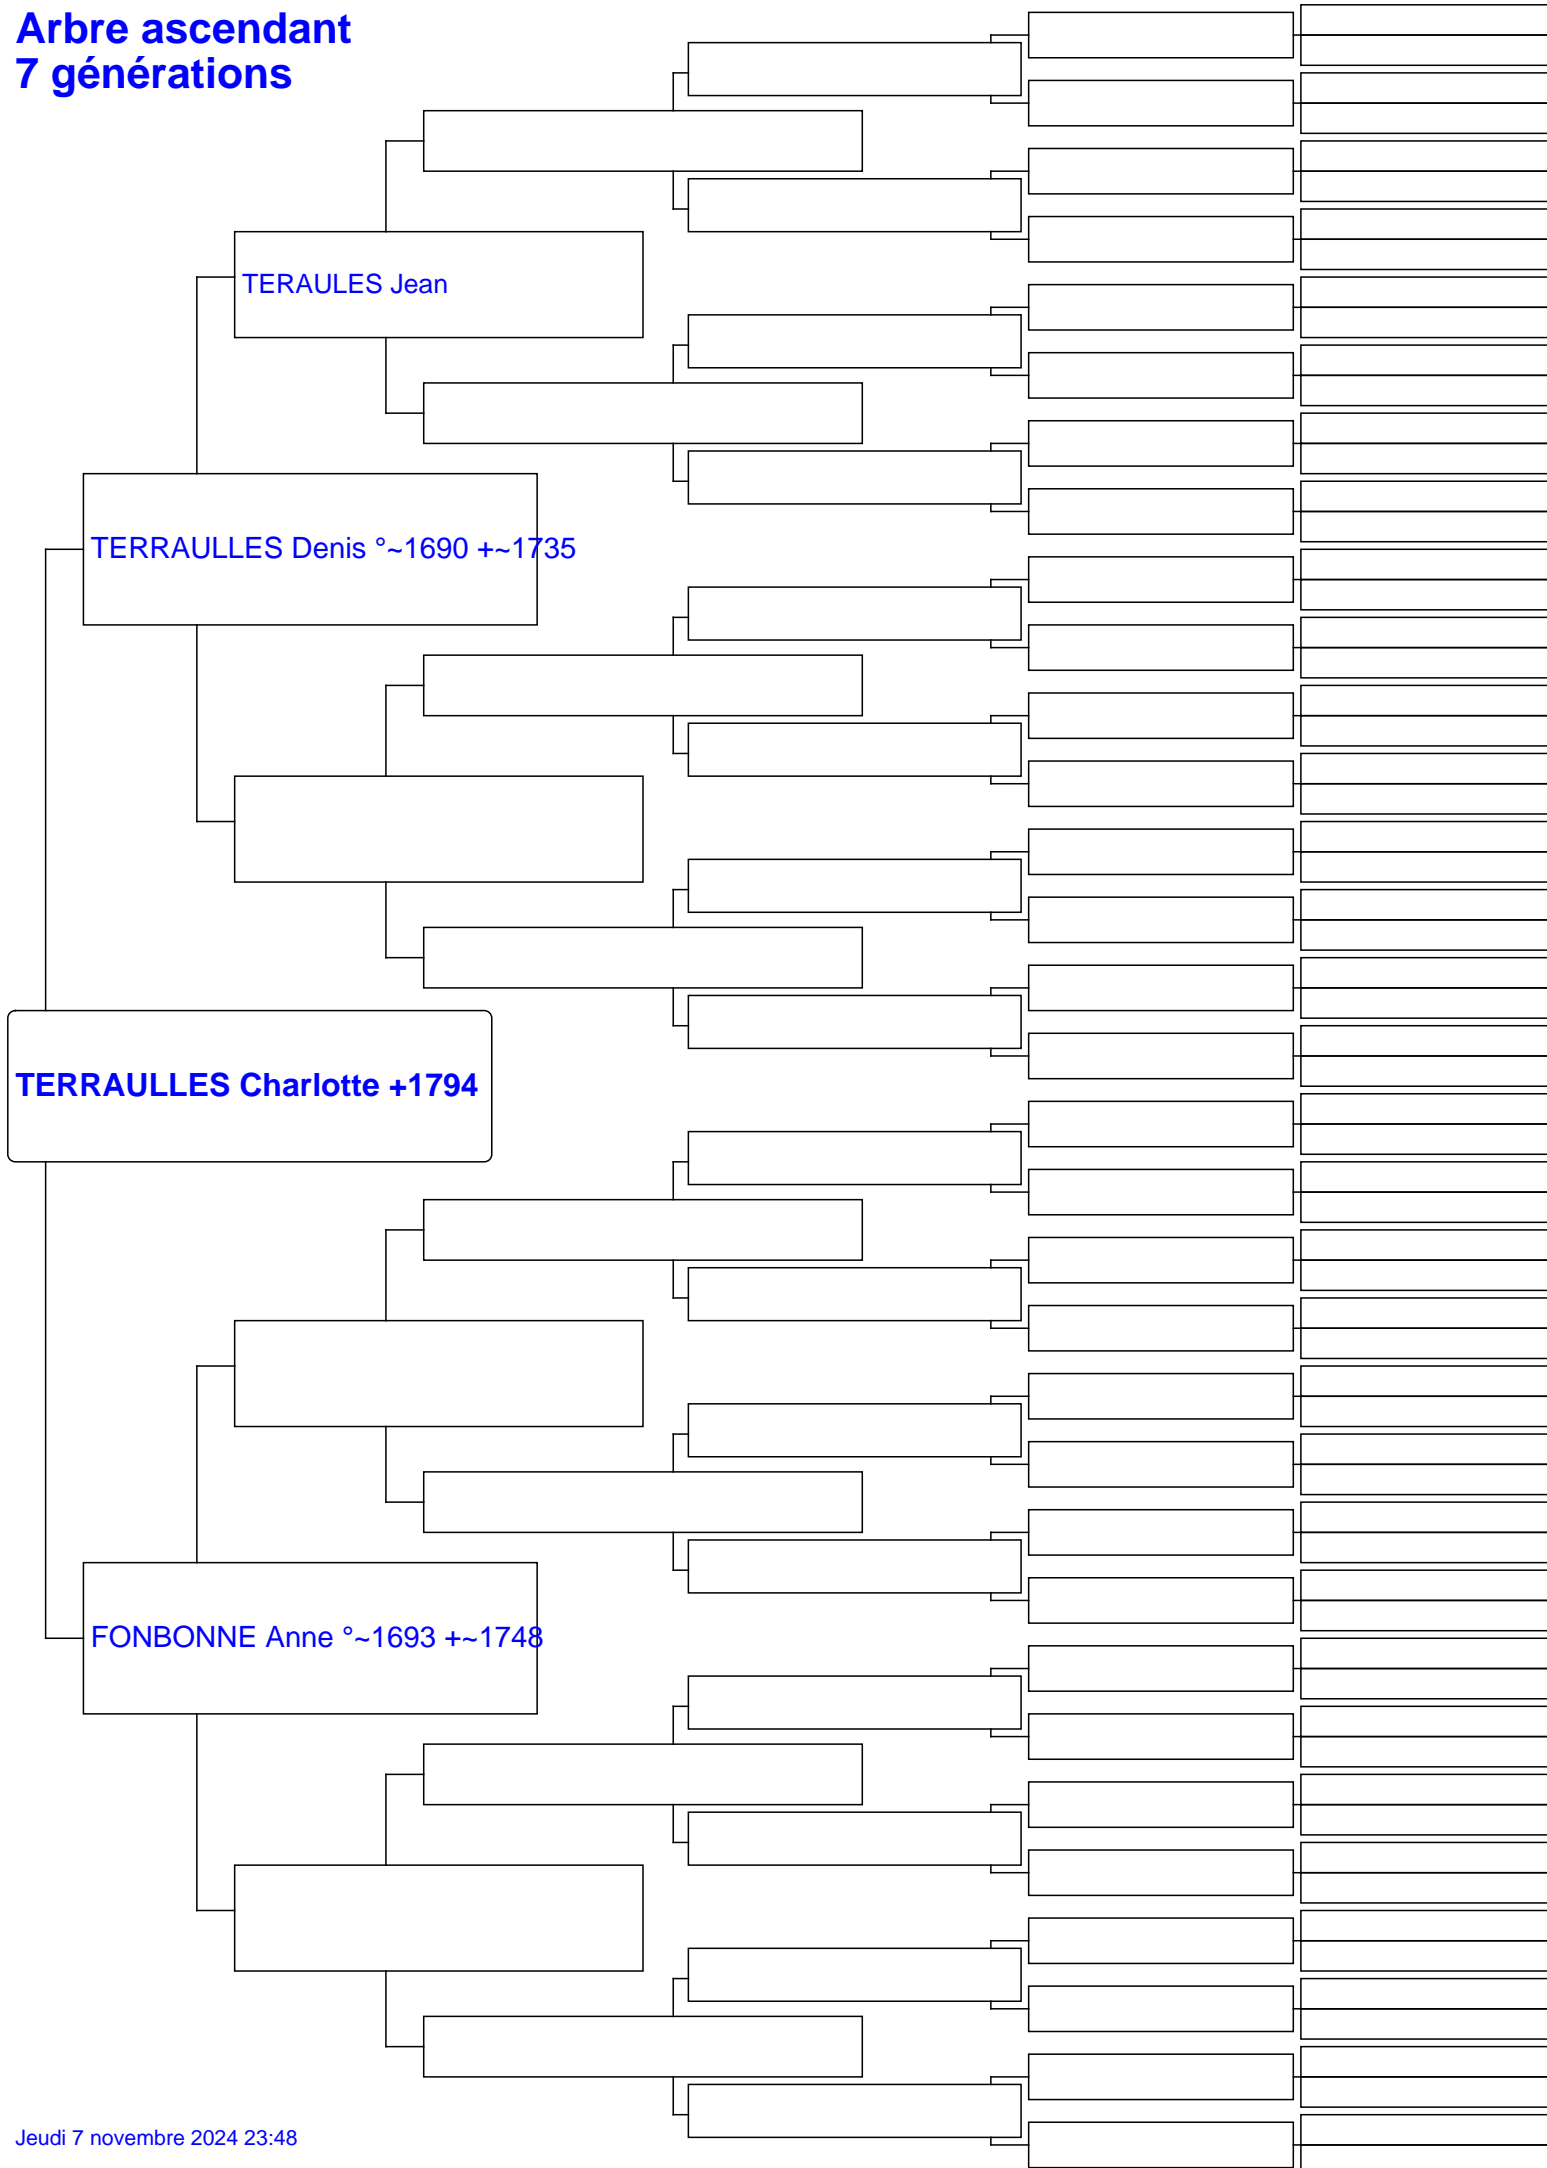 Arbre ascendant
7 générations
TERAULES Jean
TERRAULLES Denis °~1690 +~1735
TERRAULLES Charlotte +1794
FONBONNE Anne °~1693 +~1748
Jeudi 7 novembre 2024 23:48